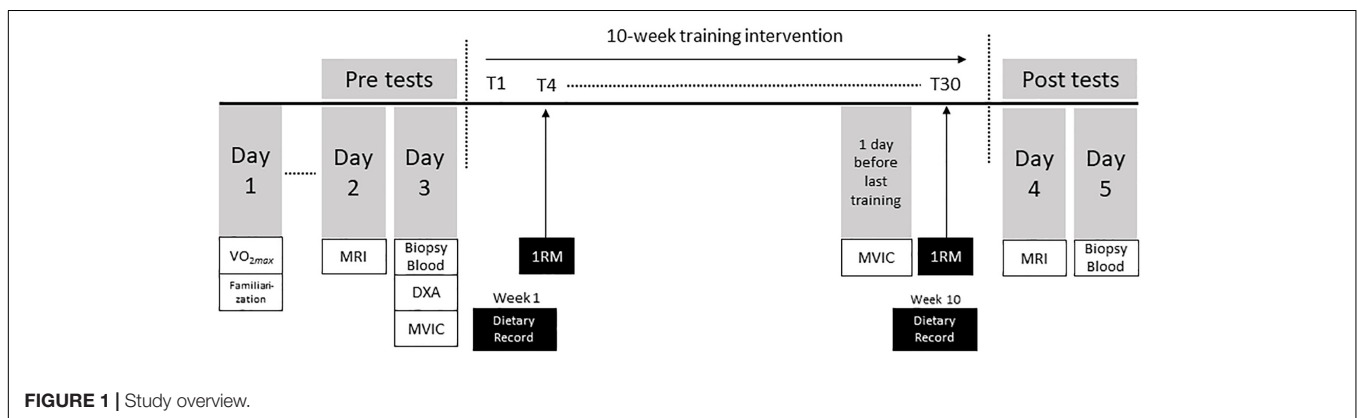 10-week training intervention
Pre tests
T1
T4
T30
Post tests
Day
1
Day
2
Day
3
1 day
before
last
training
Day
4
Day
5
VO2max
Familiari-
zation
MRI
Biopsy
Blood
DXA
MVIC
1RM
Week 1
Dietary
Record
MVIC
1RM
Week 10
Dietary
Record
MRI
Biopsy
Blood
FIGURE 1 | Study overview.